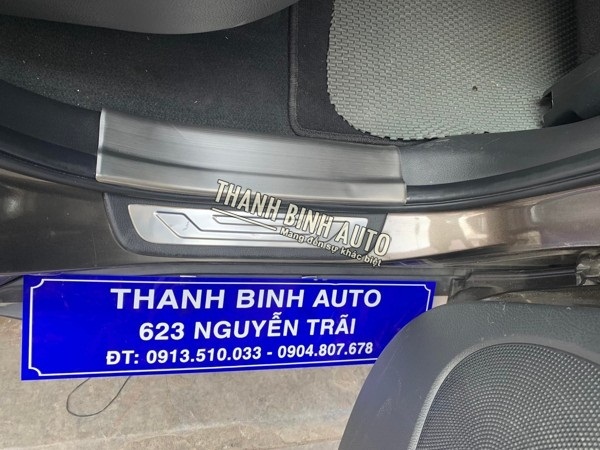 THANH BINH AUTO
Mang đến sự khác biệt
THANH BINH AUTO
623 NGUYỄN TRÃI
ĐT: 0913.510.033 - 0904.807.678